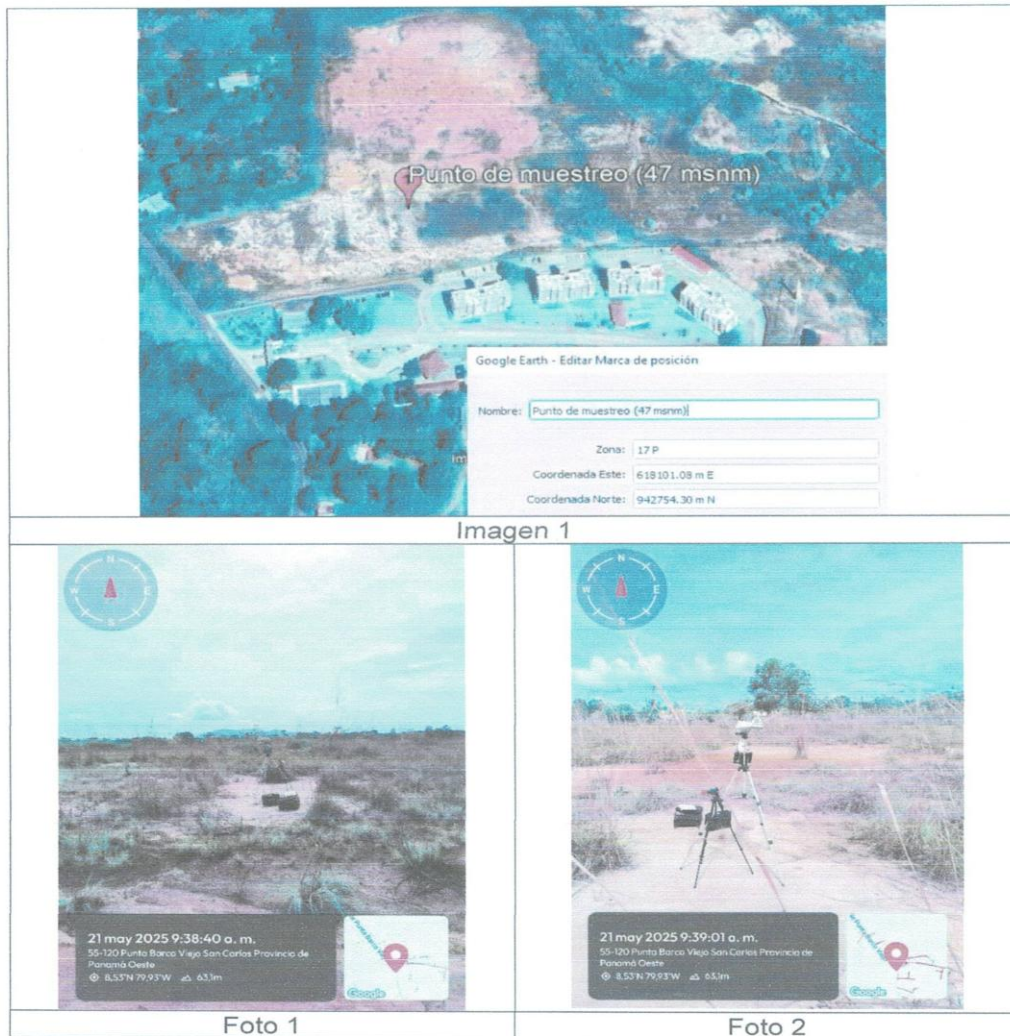 Punto de muestreo (47 msnm)
Google Earth - Editar Marca de posición
Nombre: Punto de muestreo (47 msnm)
Zona: 17 P
Coordenada Este: 618101.08 m E
Coordenada Norte: 942754.30 m N
Imagen 1
N
W E
S
21 may 2025 9:38:40 a. m.
55-120 Punta Barco Viejo San Carlos Provincia de
Panamá Oeste
8,53°N 79,93°W 63,1m
Google
Foto 1
N
W E
S
21 may 2025 9:39:01 a. m.
55-120 Punta Barco Viejo San Carlos Provincia de
Panamá Oeste
8,53°N 79,93°W 63,1m
Google
Foto 2